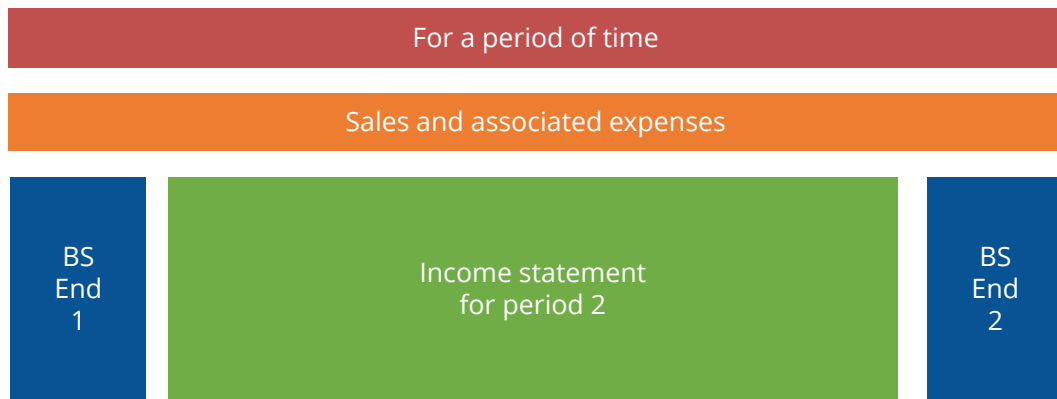 For a period of time
Sales and associated expenses
BS
End
1
Income statement
for period 2
BS
End
2